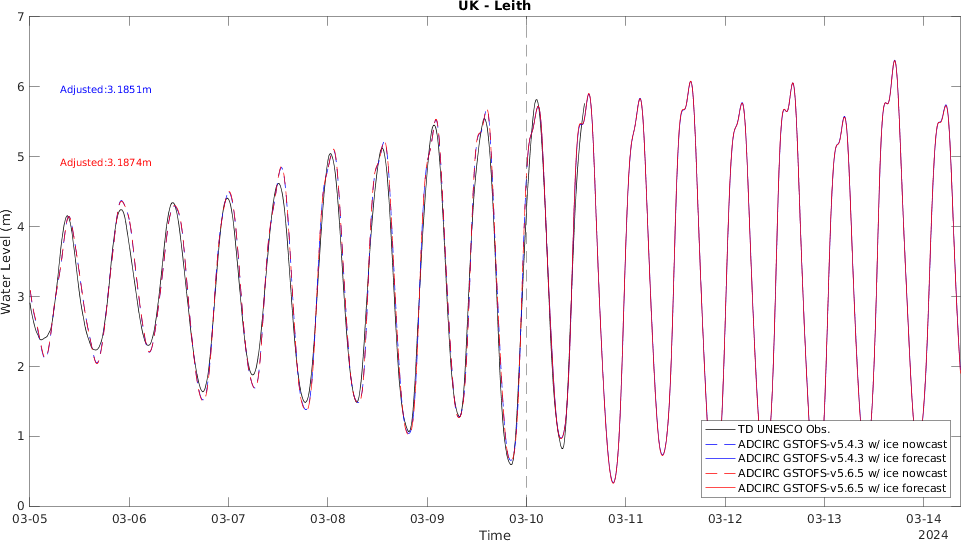 UK - Leith
7
6
5
4
3
2
1
0
Water Level (m)
Adjusted:3.1851m
Adjusted:3.1874m
TD UNESCO Obs.
ADCIRC GSTOFS-v5.4.3 w/ ice nowcast
ADCIRC GSTOFS-v5.4.3 w/ ice forecast
ADCIRC GSTOFS-v5.6.5 w/ ice nowcast
ADCIRC GSTOFS-v5.6.5 w/ ice forecast
03-05 03-06 03-07 03-08 03-09 03-10 03-11 03-12 03-13 03-14
Time
2024